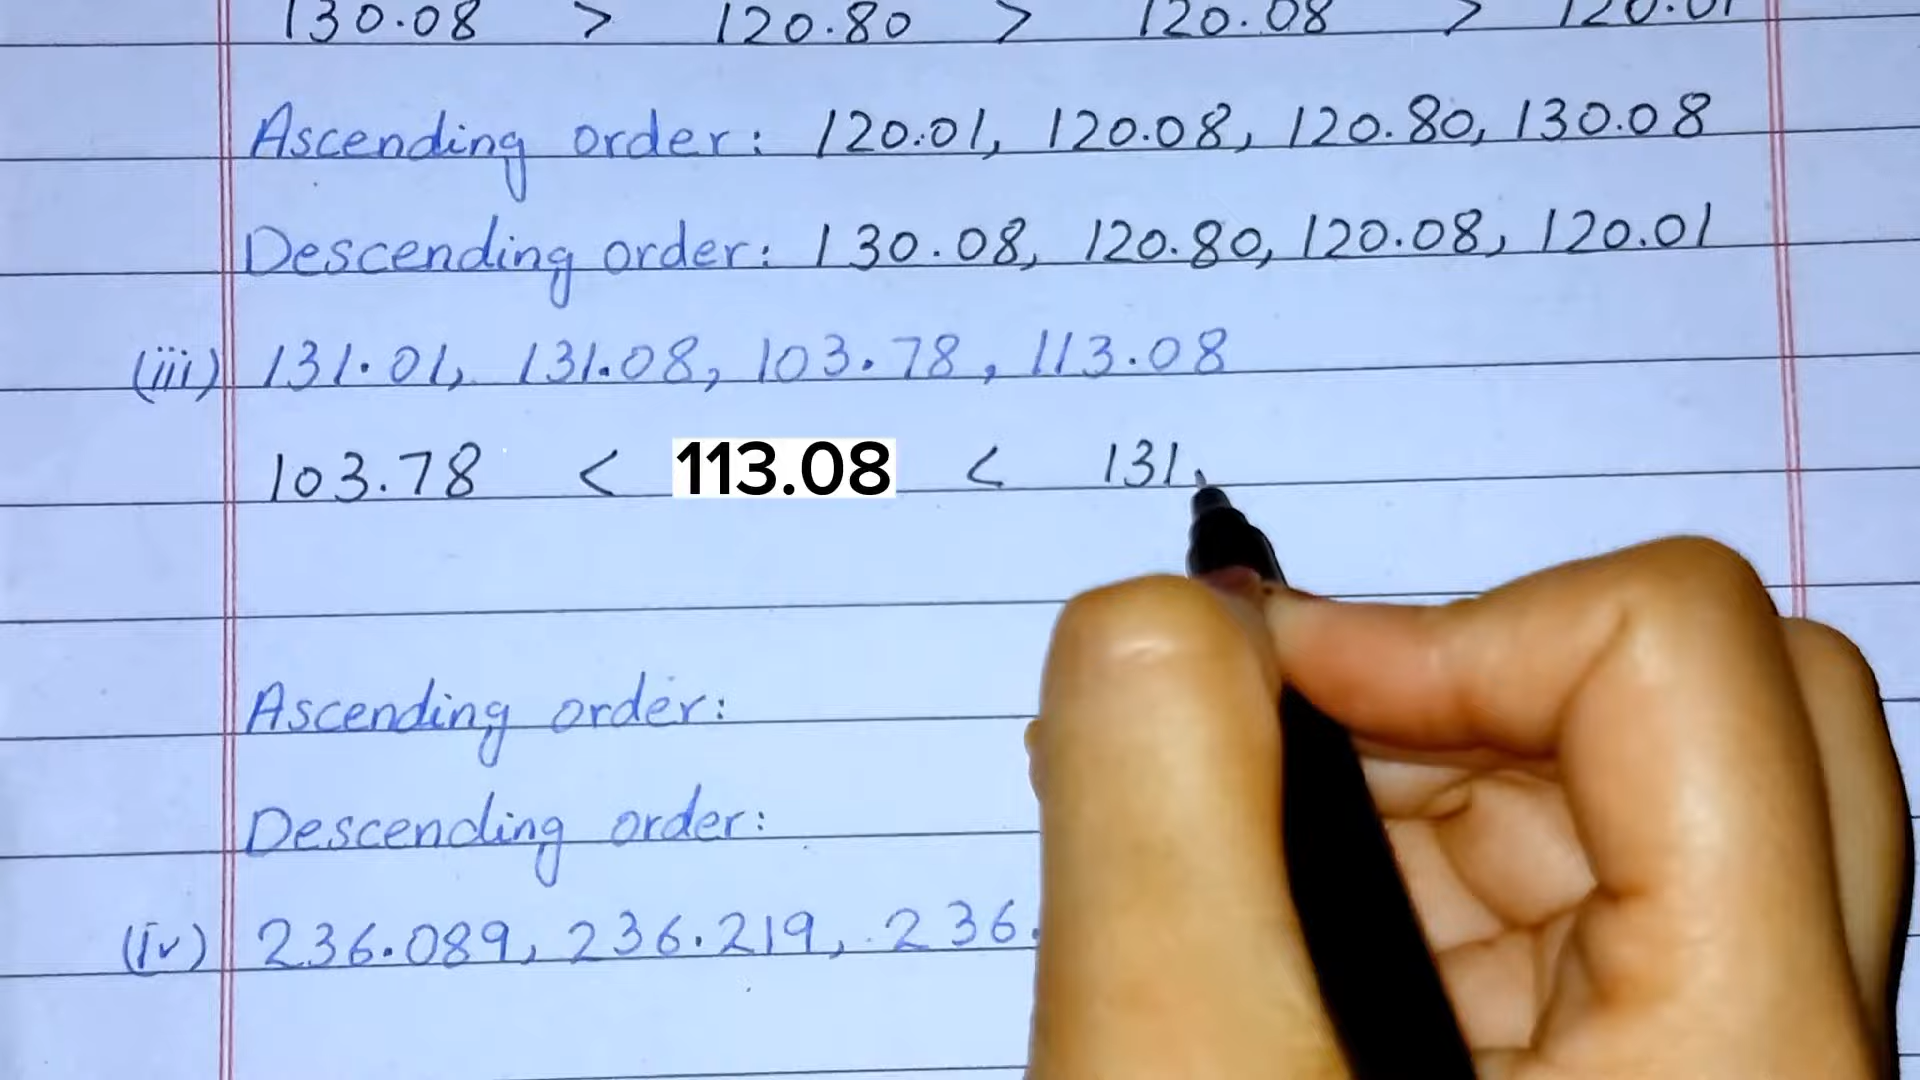 130.08 > 120.80 > 120.08 > 120.01
Ascending order: 120.01, 120.08, 120.80, 130.08
Descending order: 130.08, 120.80, 120.08, 120.01
(iii) 131.01, 131.08, 103.78, 113.08
103.78 < 113.08 < 131.
Ascending order:
Descending order:
(iv) 236.089, 236.219, 236.